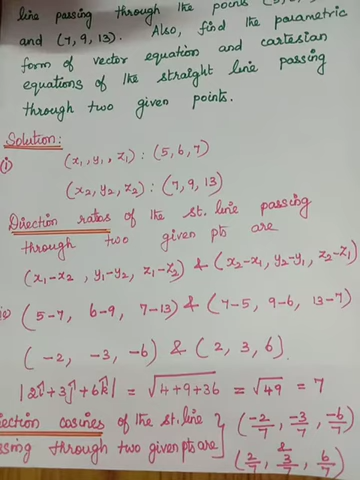 line passing through the points (5,
and (7, 9, 13). Also, find the parametric
form of vector equation and cartesian
equations of the straight line passing
through two given points.
Solution:
(i) (x₁, y₁, z₁) : (5, 6, 7)
(x₂, y₂, z₂) : (7, 9, 13)
Direction rates of the st. line passing
through two given pts are
(x₁-x₂, y₁-y₂, z₁-z₂) & (x₂-x₁, y₂-y₁, z₂-z₁)
(5-7, 6-9, 7-13) & (7-5, 9-6, 13-7)
(-2, -3, -6) & (2, 3, 6).
|2î+3ĵ+6k̂| = √4+9+36 = √49 = 7
ection cosines of the st. line } (-2/7, -3/7, -6/7)
&
ssing through two given pts are } (2/7, 3/7, 6/7)